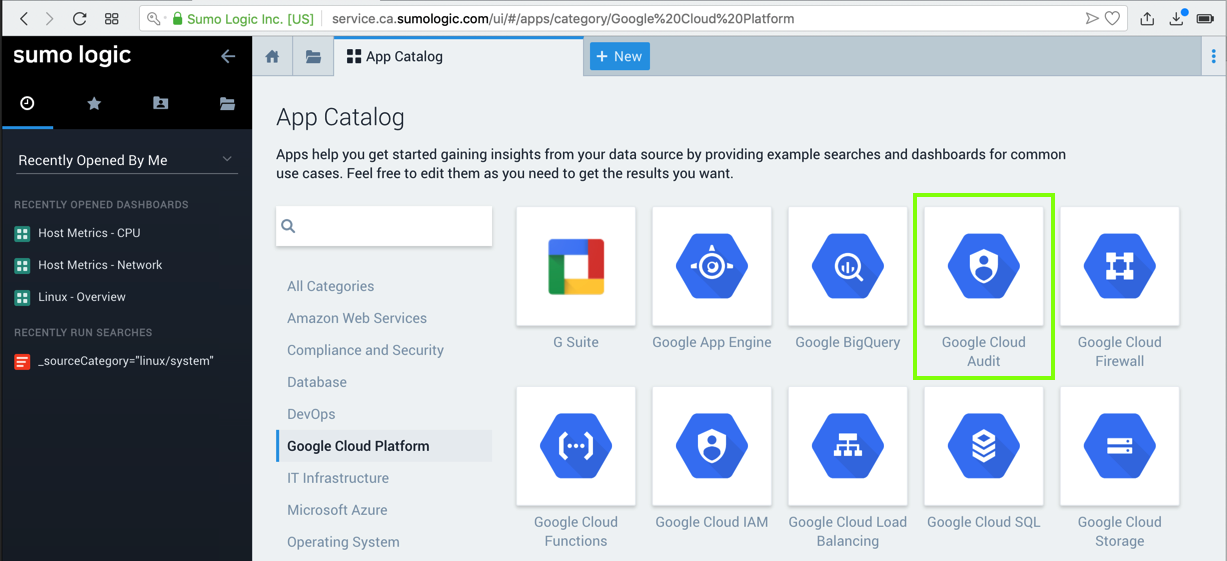 Sumo Logic Inc. [US]
service.ca.sumologic.com/ui/#/apps/category/Google%20Cloud%20Platform
sumo logic
App Catalog
+ New
Recently Opened By Me
RECENTLY OPENED DASHBOARDS
Host Metrics - CPU
Host Metrics - Network
Linux - Overview
RECENTLY RUN SEARCHES
_sourceCategory="linux/system"
App Catalog
Apps help you get started gaining insights from your data source by providing example searches and dashboards for common
use cases. Feel free to edit them as you need to get the results you want.
All Categories
Amazon Web Services
Compliance and Security
Database
DevOps
Google Cloud Platform
IT Infrastructure
Microsoft Azure
Operating System
G Suite
Google App Engine
Google BigQuery
Google Cloud
Audit
Google Cloud
Firewall
Google Cloud
Functions
Google Cloud IAM
Google Cloud Load
Balancing
Google Cloud SQL
Google Cloud
Storage